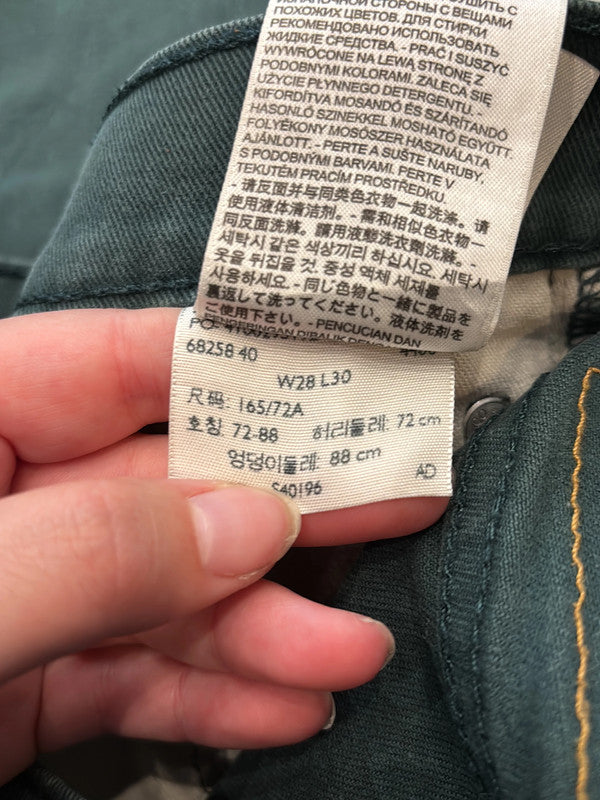 ПОХОЖИХ ЦВЕТОВ. ДЛЯ СТИРКИ
НЕОБХОДИМО ИСПОЛЬЗОВАТЬ
ЖИДКИЕ СРЕДСТВА. - PRAĆ I SUSZYĆ
WYWRÓCONE NA LEWĄ STRONĘ Z
PODOBNYMI KOLORAMI. ZALECA SIĘ
UŻYCIE PŁYNNEGO DETERGENTU. -
KIFORDÍTVA MOSANDÓ ÉS SZÁRÍTANDÓ
HASONLÓ SZINEKKEL MOSHATÓ EGYÜTT.
FOLYÉKONY MOSÓSZER HASZNÁLATA
AJÁNLOTT. - PERTE A SUŠTE NARUBY,
S PODOBNÝMI BARVAMI. PERTE V
TEKUTÉM PRACÍM PROSTŘEDKU.
- 请反面并与同类色衣物一起洗涤。请
使用液体清洁剂。 - 需和相似色衣物一
同反面洗滌。請用液態洗衣劑洗滌。 -
세탁시 같은 색상끼리 하십시요. 세탁시
옷을 뒤집을 것. 중성 액체 세제를
사용하세요. - 同じ色物と一緒に製品を
裏返して洗ってください。液体洗剤を
ご使用下さい。 - PENCUCIAN DAN
68258 40
W28 L30
尺碼: 165/72A
호칭: 72-88 허리둘레: 72 cm
엉덩이둘레: 88 cm
AD
S40196